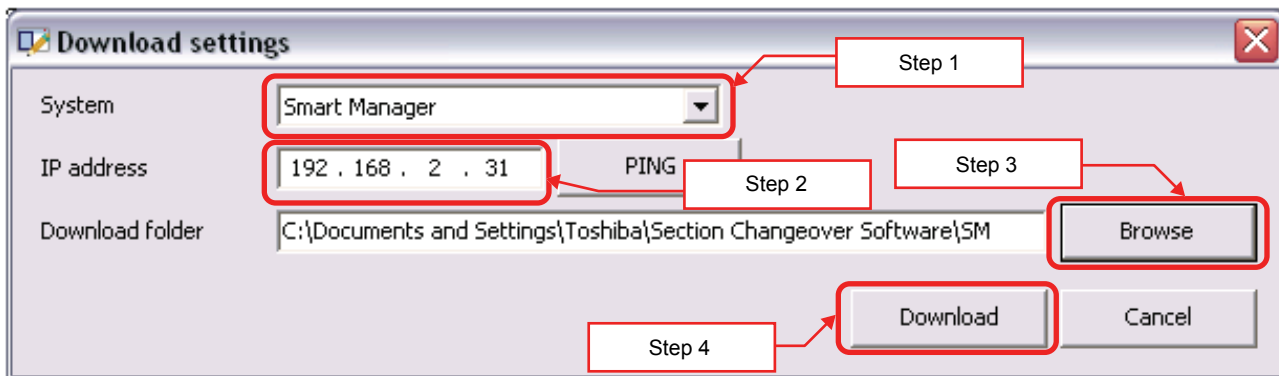 Download settings
Step 1
System
Smart Manager
IP address
192 . 168 . 2 . 31
PING
Step 2
Step 3
Download folder
C:\Documents and Settings\Toshiba\Section Changeover Software\SM
Browse
Download
Cancel
Step 4